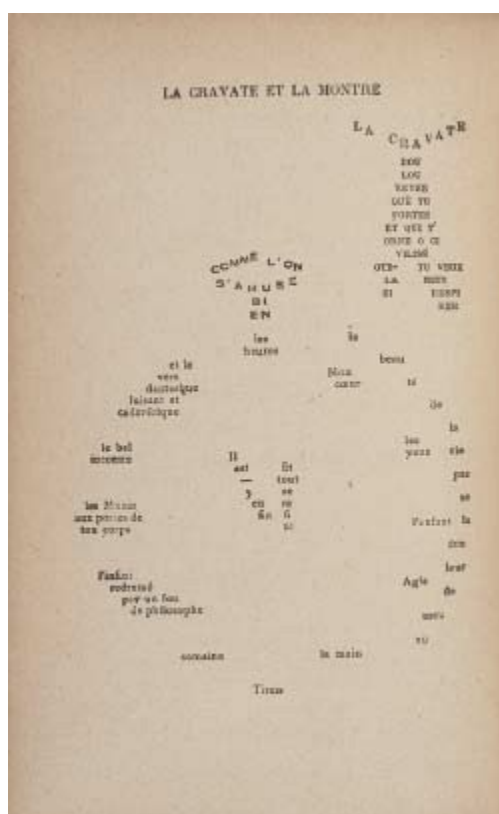 LA CRAVATE ET LA MONTRE
LA CRAVATE
DOU
LOU
REUSE
QUE TU
PORTES
ET QUI T'
ORNE O CI
VILISÉ
OTE- TU VEUX
LA BIEN
SI RESPI
RER
COMME L'ON
S'AMUSE
BI
EN
les
heures
la
beau
té
de
la
vie
pas
se
la
dou
leur
de
mou
rir
Mon
cœur
les
yeux
l'enfant
Agla
la main
Tircis
semaine
l'infini
redressé
par un fou
de philosophe
les Muses
aux portes de
ton corps
le bel
inconnu
et le
vers
dantesque
luisant et
cadavérique
Il
est
—
5
en
fin
Et
tout
se
ra
fi
ni